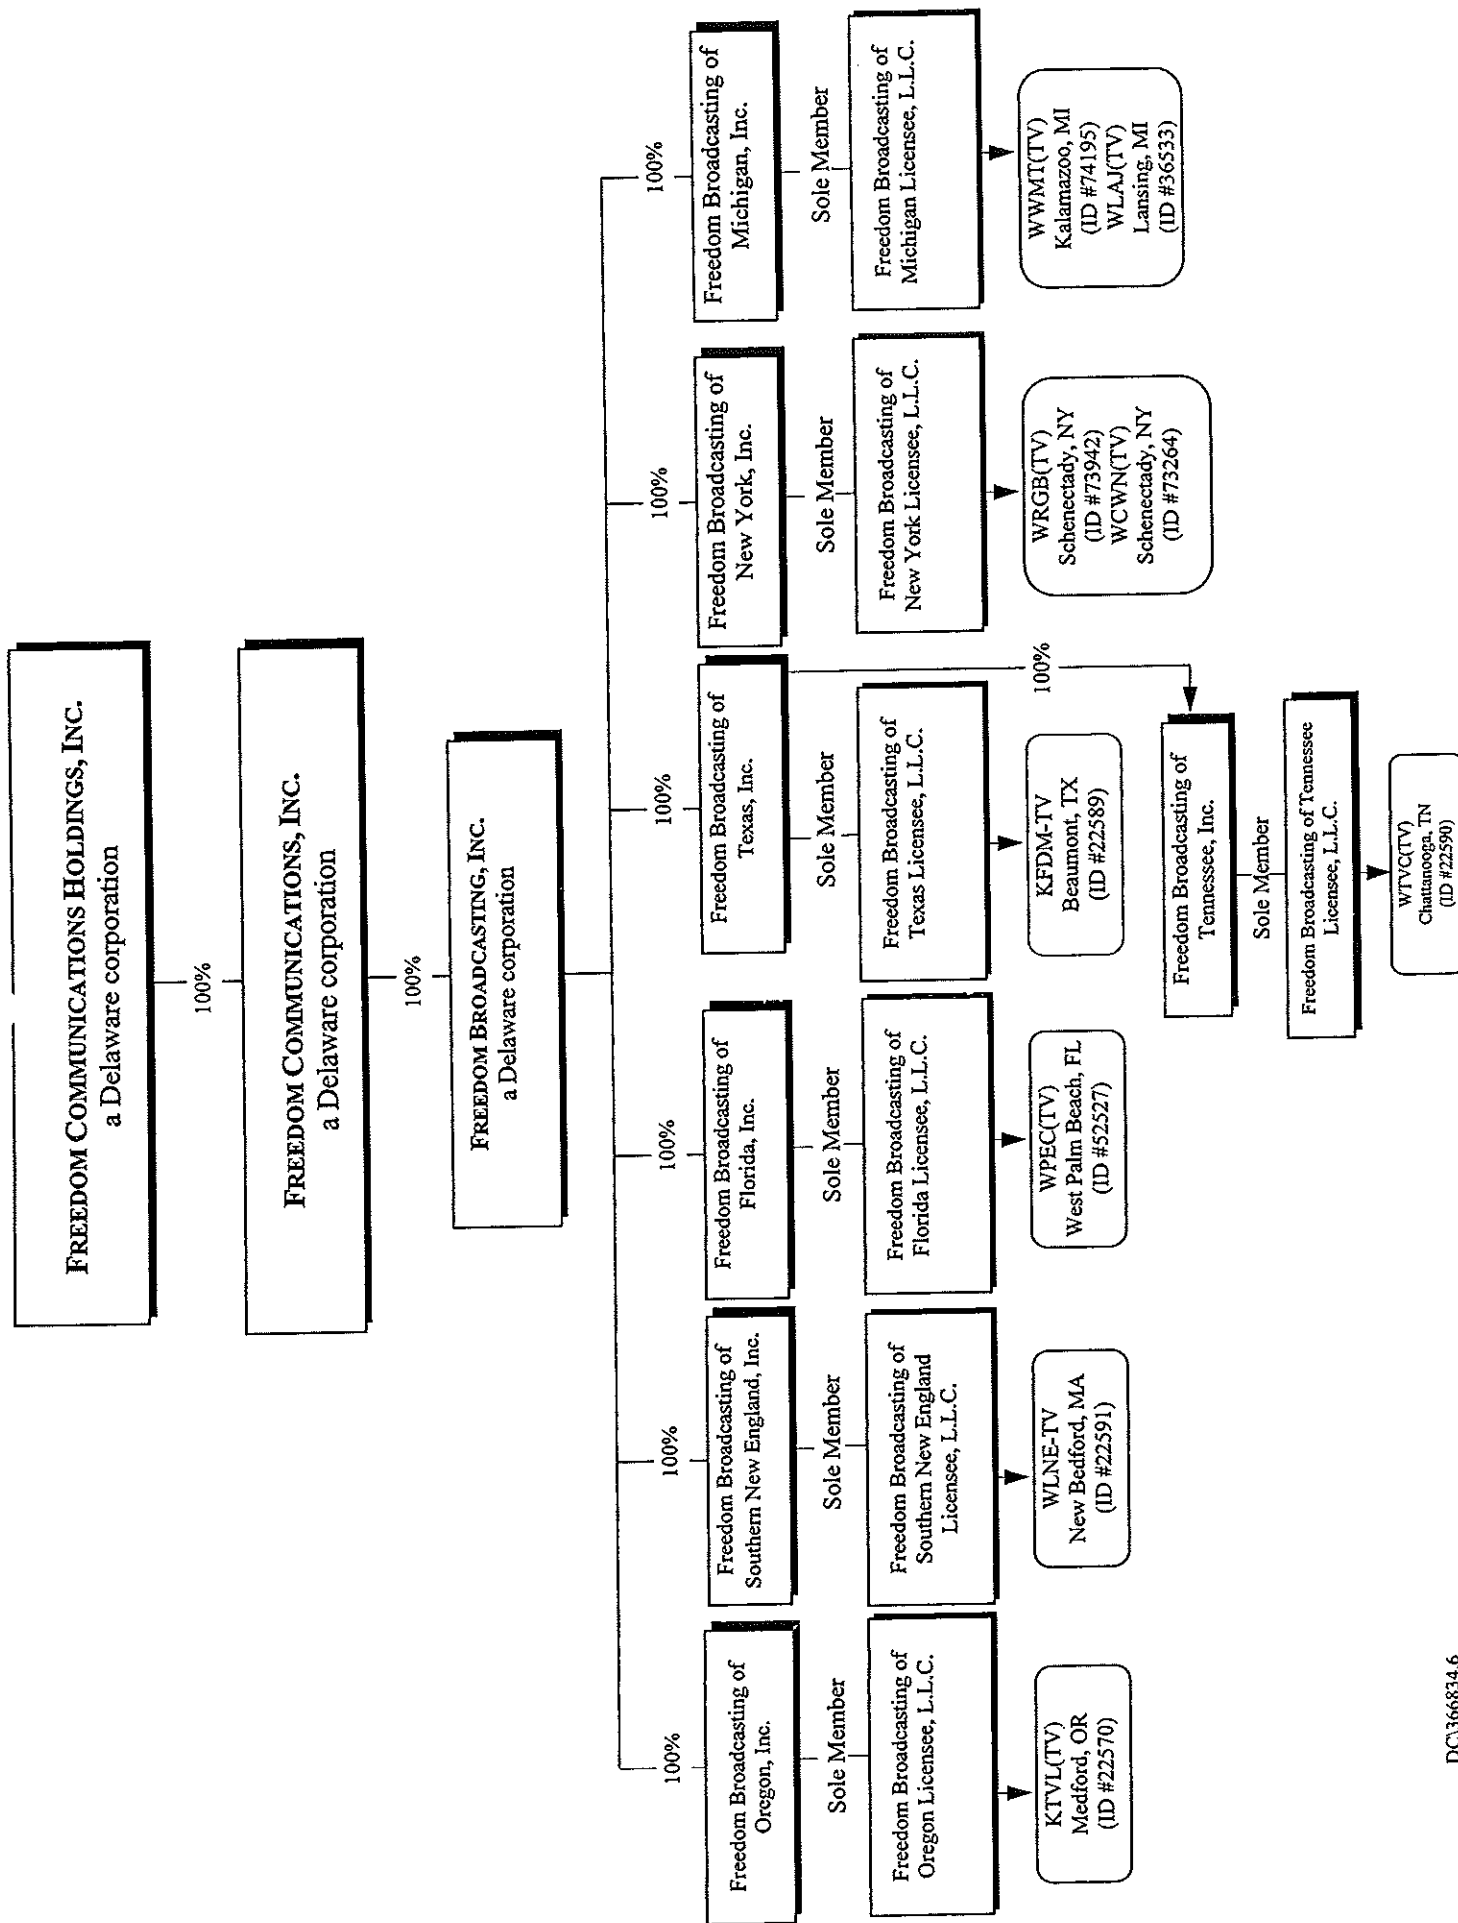 FREEDOM COMMUNICATIONS HOLDINGS, INC.
a Delaware corporation
100%
FREEDOM COMMUNICATIONS, INC.
a Delaware corporation
100%
FREEDOM BROADCASTING, INC.
a Delaware corporation
100%
100%
100%
100%
100%
100%
Freedom Broadcasting of
Oregon, Inc.
Freedom Broadcasting of
Southern New England, Inc.
Freedom Broadcasting of
Florida, Inc.
Freedom Broadcasting of
Texas, Inc.
Freedom Broadcasting of
New York, Inc.
Freedom Broadcasting of
Michigan, Inc.
Sole Member
Sole Member
Sole Member
Sole Member
Sole Member
Sole Member
Freedom Broadcasting of
Oregon Licensee, L.L.C.
Freedom Broadcasting of
Southern New England
Licensee, L.L.C.
Freedom Broadcasting of
Florida Licensee, L.L.C.
Freedom Broadcasting of
Texas Licensee, L.L.C.
Freedom Broadcasting of
New York Licensee, L.L.C.
Freedom Broadcasting of
Michigan Licensee, L.L.C.
KTVL(TV)
Medford, OR
(ID #22570)
WLNE-TV
New Bedford, MA
(ID #22591)
WPEC(TV)
West Palm Beach, FL
(ID #52527)
KFDM-TV
Beaumont, TX
(ID #22589)
100%
WRGB(TV)
Schenectady, NY
(ID #73942)
WCWN(TV)
Schenectady, NY
(ID #73264)
WWMT(TV)
Kalamazoo, MI
(ID #74195)
WLAJ(TV)
Lansing, MI
(ID #36533)
Freedom Broadcasting of
Tennessee, Inc.
Sole Member
Freedom Broadcasting of Tennessee
Licensee, L.L.C.
WTVC(TV)
Chattanooga, TN
(ID #22590)
DC\366834.6